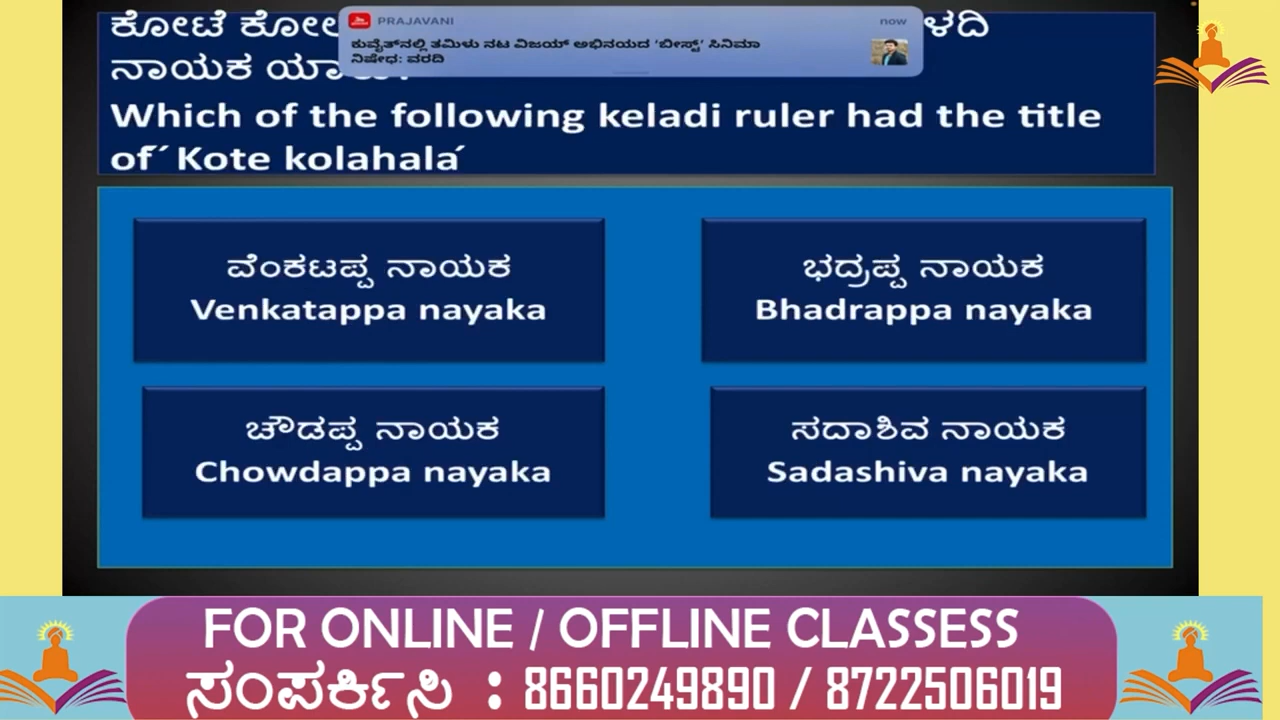 PRAJAVANI now
ಕುವೈತ್‌ನಲ್ಲಿ ತಮಿಳು ನಟ ವಿಜಯ್ ಅಭಿನಯದ ‘ಬೀಸ್ಟ್’ ಸಿನಿಮಾ
ನಿಷೇಧ: ವರದಿ
ಕೋಟೆ
ನಾಯಕ
Which of the following keladi ruler had the title
of´ Kote kolahala´
ವೆಂಕಟಪ್ಪ ನಾಯಕ
Venkatappa nayaka
ಭದ್ರಪ್ಪ ನಾಯಕ
Bhadrappa nayaka
ಚೌಡಪ್ಪ ನಾಯಕ
Chowdappa nayaka
ಸದಾಶಿವ ನಾಯಕ
Sadashiva nayaka
FOR ONLINE / OFFLINE CLASSESS
ಸಂಪರ್ಕಿಸಿ : 8660249890 / 8722506019